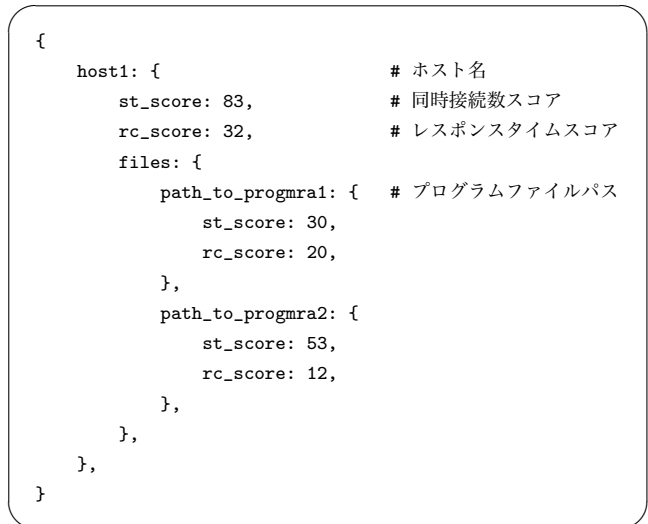 {
    host1: {                      # ホスト名
        st_score: 83,             # 同時接続数スコア
        rc_score: 32,             # レスポンスタイムスコア
        files: {
            path_to_progmra1: {   # プログラムファイルパス
                st_score: 30,
                rc_score: 20,
            },
            path_to_progmra2: {
                st_score: 53,
                rc_score: 12,
            },
        },
    },
}